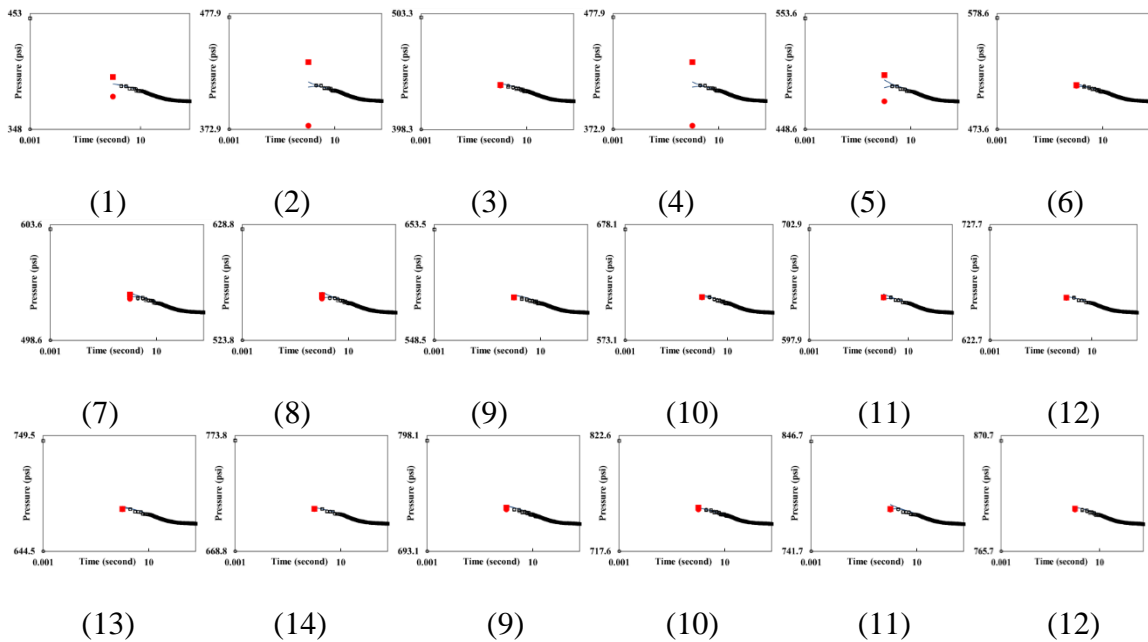 453 477.9 503.3 477.9 553.6 578.6
Pressure (psi) Pressure (psi) Pressure (psi) Pressure (psi) Pressure (psi) Pressure (psi)
348 372.9 398.3 372.9 448.6 473.6
0.001 Time (second) 10 0.001 Time (second) 10 0.001 Time (second) 10 0.001 Time (second) 10 0.001 Time (second) 10 0.001 Time (second) 10
(1) (2) (3) (4) (5) (6)
603.6 628.8 653.5 678.1 702.9 727.7
Pressure (psi) Pressure (psi) Pressure (psi) Pressure (psi) Pressure (psi) Pressure (psi)
498.6 523.8 548.5 573.1 597.9 622.7
0.001 Time (second) 10 0.001 Time (second) 10 0.001 Time (second) 10 0.001 Time (second) 10 0.001 Time (second) 10 0.001 Time (second) 10
(7) (8) (9) (10) (11) (12)
749.5 773.8 798.1 822.6 846.7 870.7
Pressure (psi) Pressure (psi) Pressure (psi) Pressure (psi) Pressure (psi) Pressure (psi)
644.5 668.8 693.1 717.6 741.7 765.7
0.001 Time (second) 10 0.001 Time (second) 10 0.001 Time (second) 10 0.001 Time (second) 10 0.001 Time (second) 10 0.001 Time (second) 10
(13) (14) (9) (10) (11) (12)